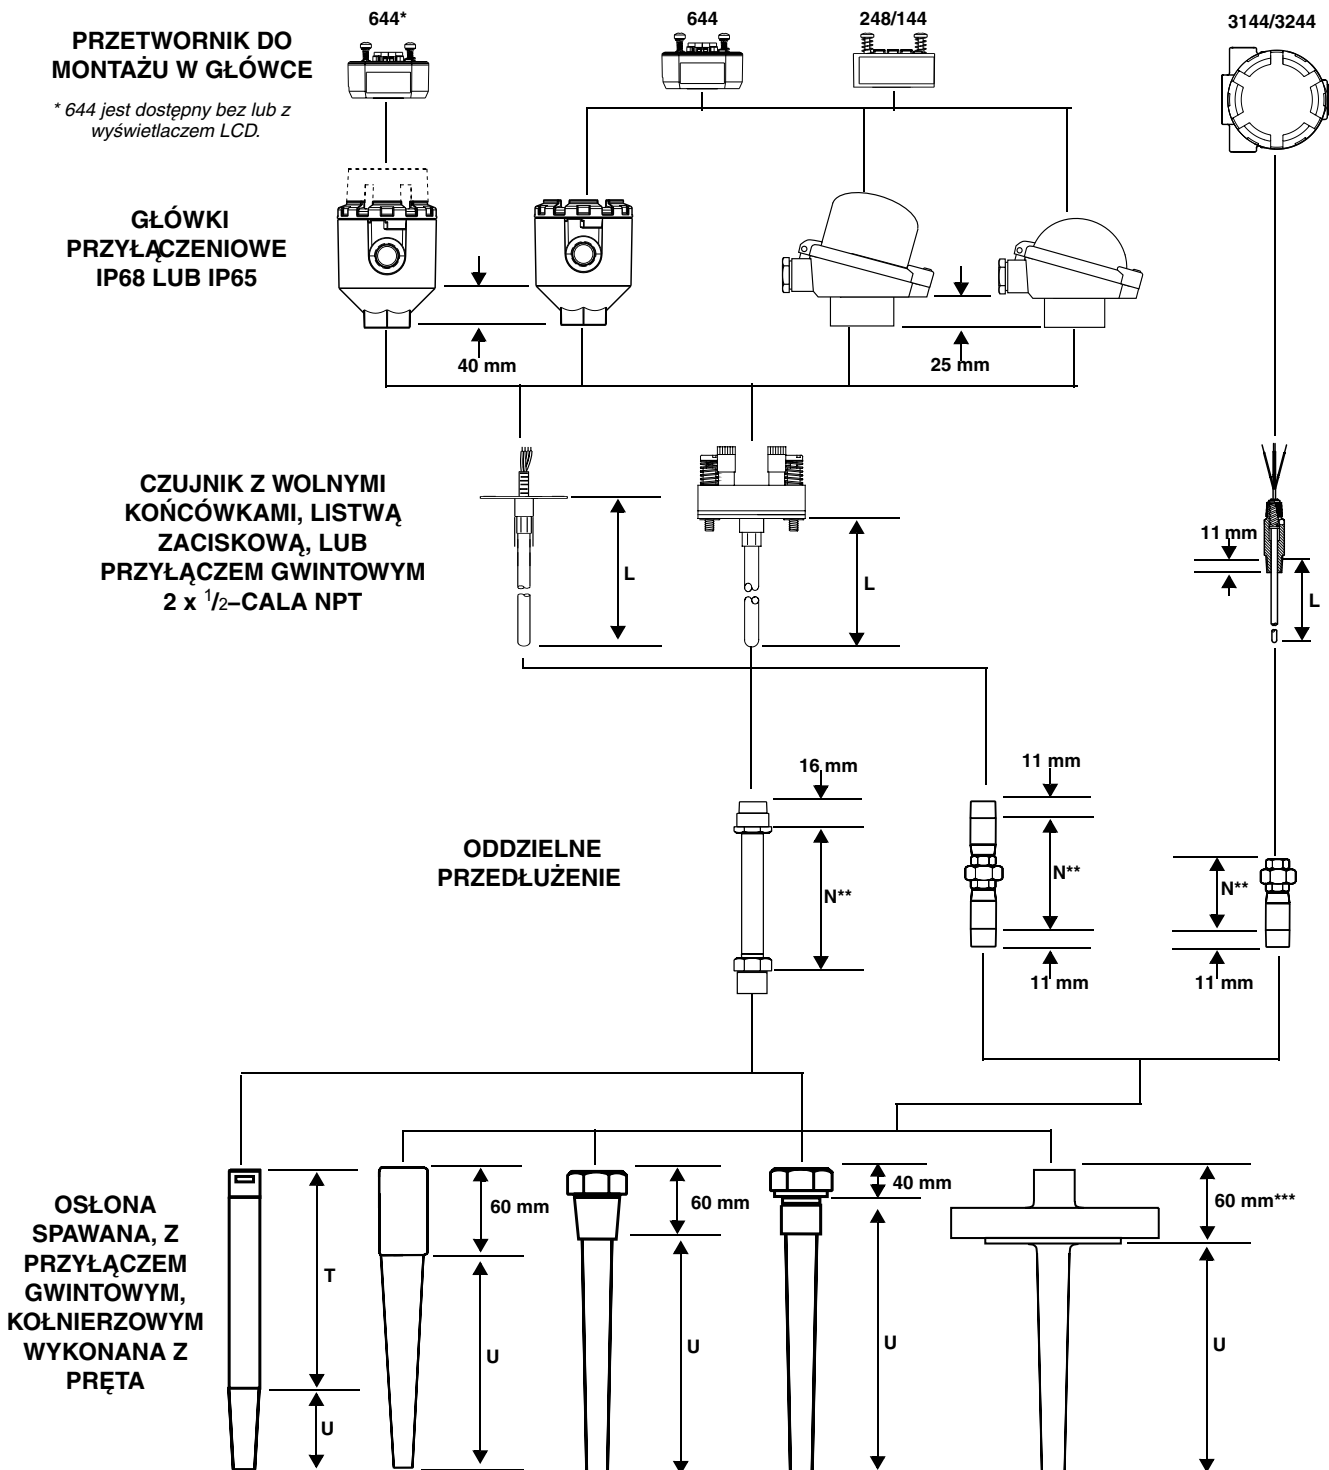 644*
644
248/144
3144/3244
PRZETWORNIK DO
MONTAŻU W GŁÓWCE
* 644 jest dostępny bez lub z
wyświetlaczem LCD.
GŁÓWKI
PRZYŁĄCZENIOWE
IP68 LUB IP65
40 mm
25 mm
CZUJNIK Z WOLNYMI
KOŃCÓWKAMI, LISTWĄ
ZACISKOWĄ, LUB
PRZYŁĄCZEM GWINTOWYM
2 x 1/2–CALA NPT
L
L
11 mm
L
16 mm
11 mm
ODDZIELNE
PRZEDŁUŻENIE
N**
N**
N**
11 mm
11 mm
OSŁONA
SPAWANA, Z
PRZYŁĄCZEM
GWINTOWYM,
KOŁNIERZOWYM
WYKONANA Z
PRĘTA
T
U
60 mm
U
60 mm
U
40 mm
U
60 mm***
U